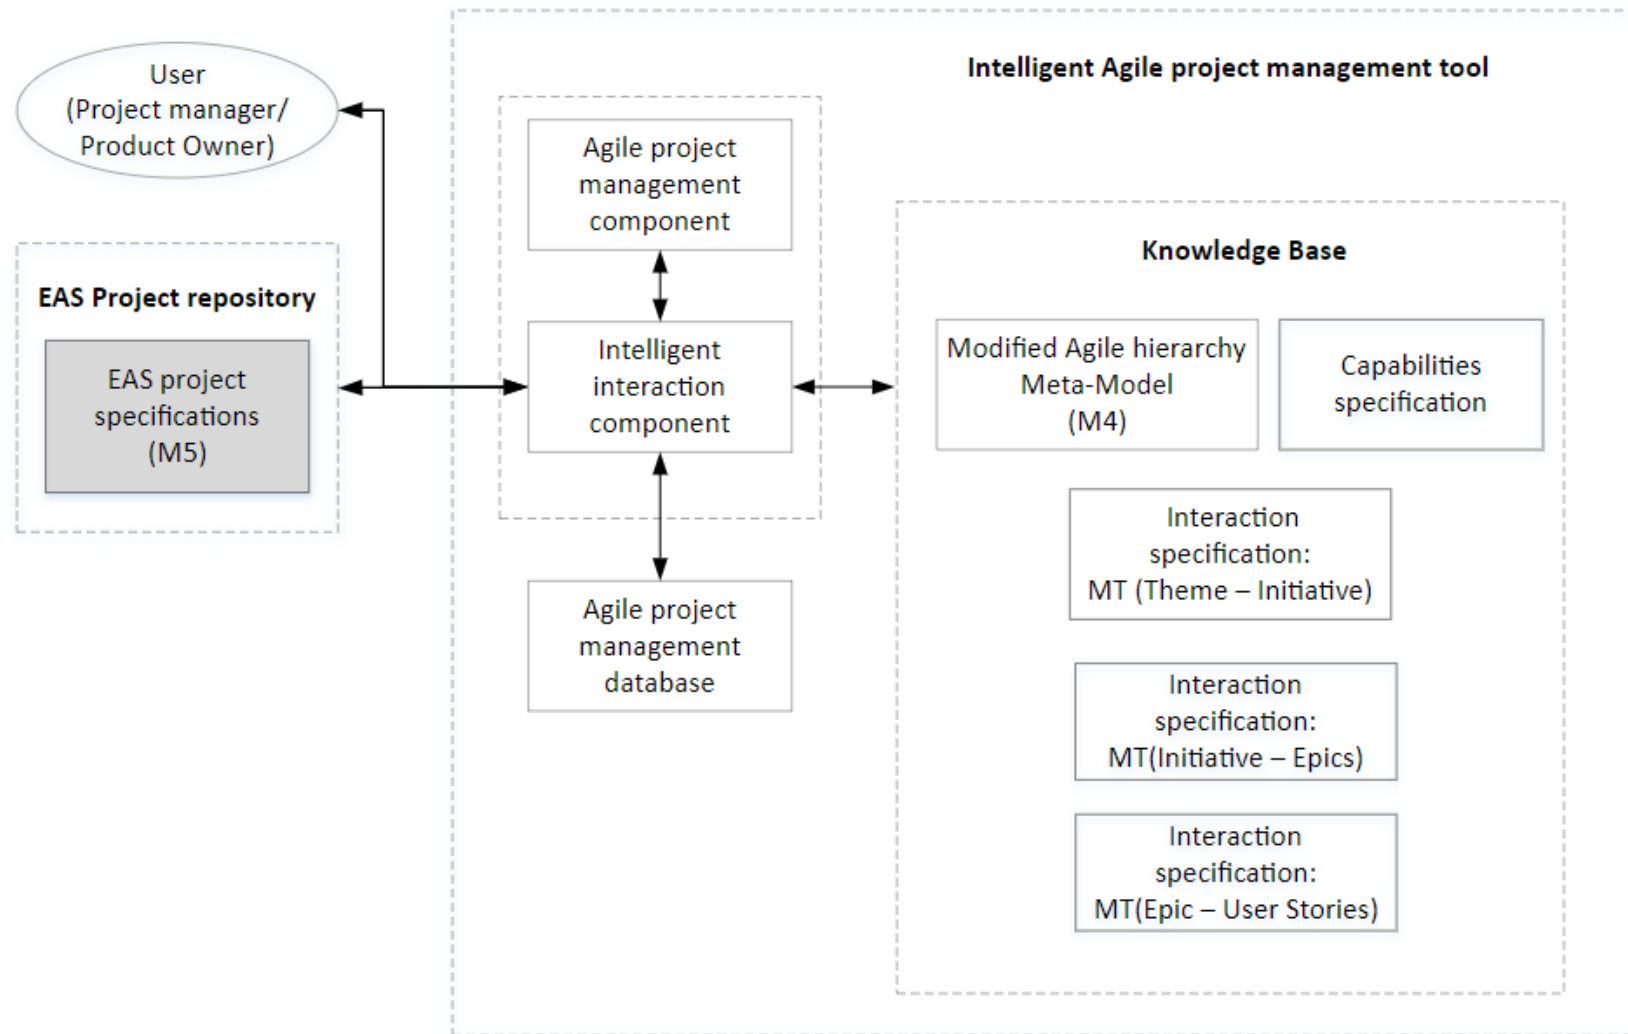 User
(Project manager/
Product Owner)
EAS Project repository
EAS project
specifications
(M5)
Intelligent Agile project management tool
Agile project
management
component
Intelligent
interaction
component
Agile project
management
database
Knowledge Base
Modified Agile hierarchy
Meta-Model
(M4)
Capabilities
specification
Interaction
specification:
MT (Theme – Initiative)
Interaction
specification:
MT(Initiative – Epics)
Interaction
specification:
MT(Epic – User Stories)